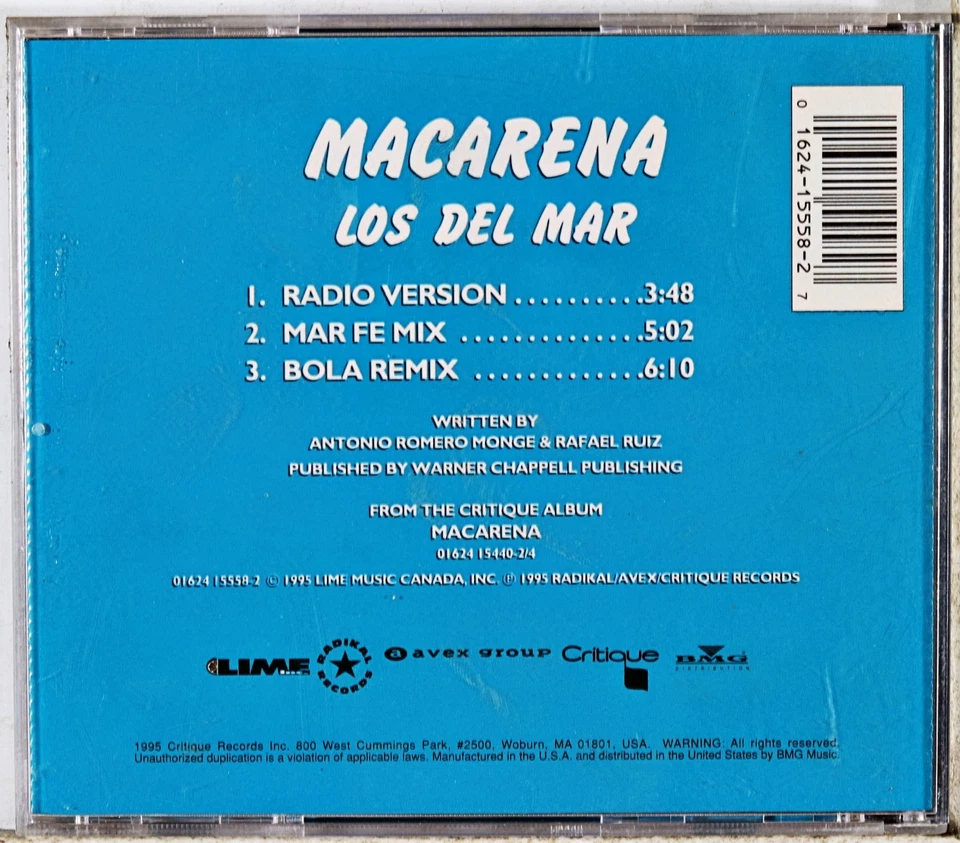 MACARENA
LOS DEL MAR
1. RADIO VERSION ..........3:48
2. MAR FE MIX ..............5:02
3. BOLA REMIX .............6:10
WRITTEN BY
ANTONIO ROMERO MONGE & RAFAEL RUIZ
PUBLISHED BY WARNER CHAPPELL PUBLISHING
FROM THE CRITIQUE ALBUM
MACARENA
01624 15440-2/4
01624 15558-2 © 1995 LIME MUSIC CANADA, INC. ℗ 1995 RADIKAL/AVEX/CRITIQUE RECORDS
LIME INC.
RADIKAL RECORDS
a avex group
Critique
BMG
DISTRIBUTION
1995 Critique Records Inc. 800 West Cummings Park, #2500, Woburn, MA 01801, USA. WARNING: All rights reserved.
Unauthorized duplication is a violation of applicable laws. Manufactured in the U.S.A. and distributed in the United States by BMG Music.
0 1624-15558-2 7